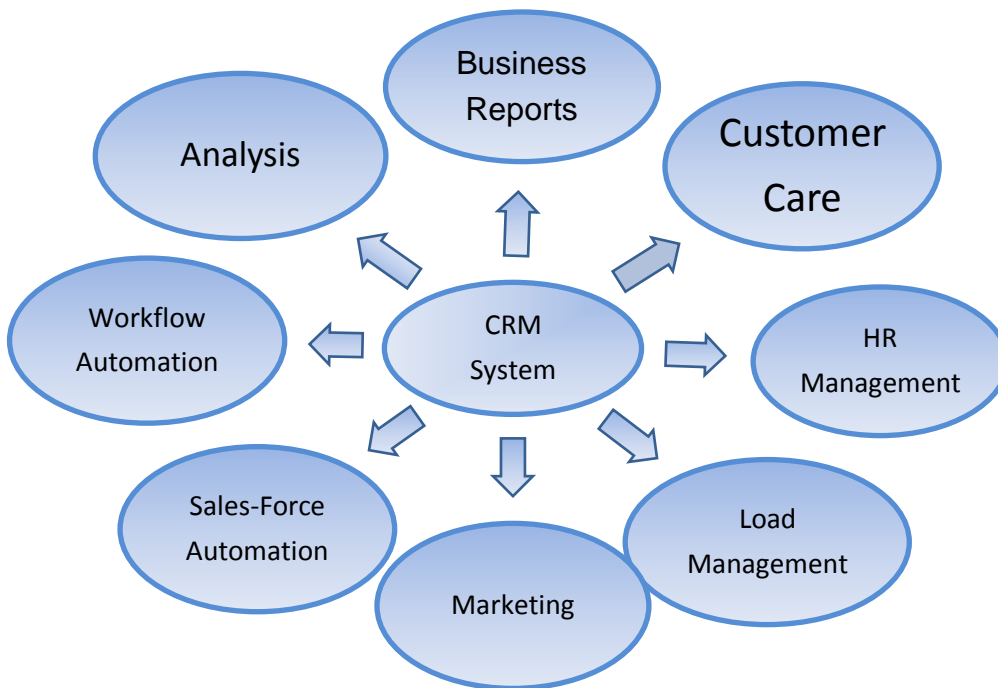 Business
Reports
Customer
Care
Analysis
Workflow
Automation
CRM
System
HR
Management
Sales-Force
Automation
Load
Management
Marketing